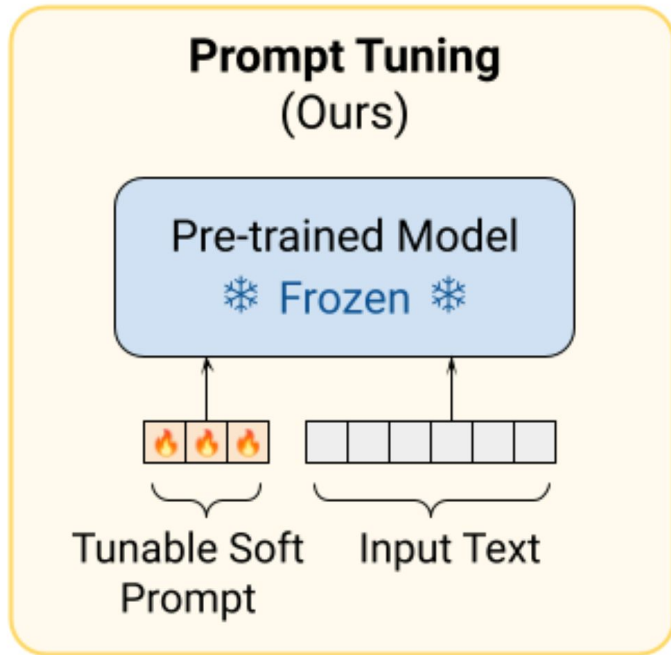 Prompt Tuning
(Ours)
Pre-trained Model
Frozen
Tunable Soft
Prompt
Input Text